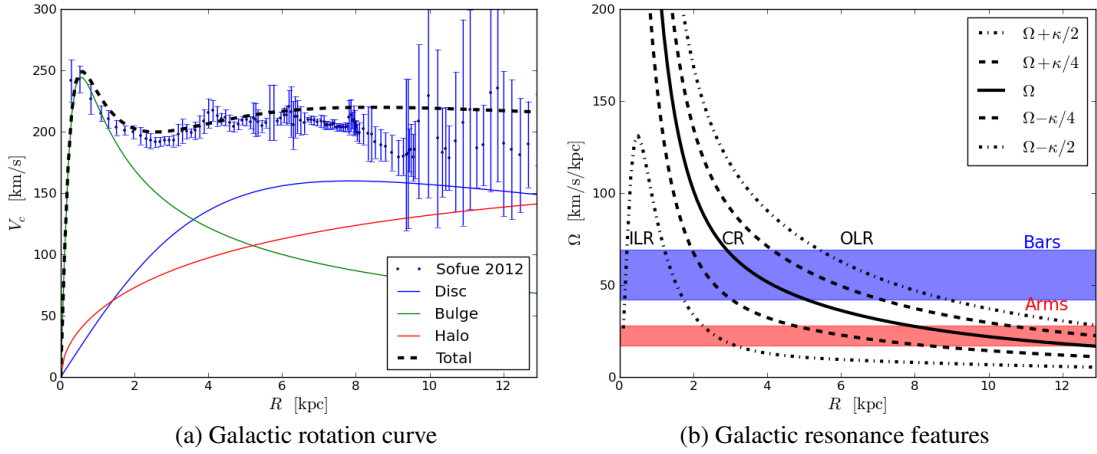 300
250
200
150
100
50
0
V_c [km/s]
0 2 4 6 8 10 12
R [kpc]
Sofue 2012
Disc
Bulge
Halo
Total
(a) Galactic rotation curve
200
150
100
50
0
Ω [km/s/kpc]
0 2 4 6 8 10 12
R [kpc]
Ω+κ/2
Ω+κ/4
Ω
Ω−κ/4
Ω−κ/2
ILR CR OLR
Bars
Arms
(b) Galactic resonance features